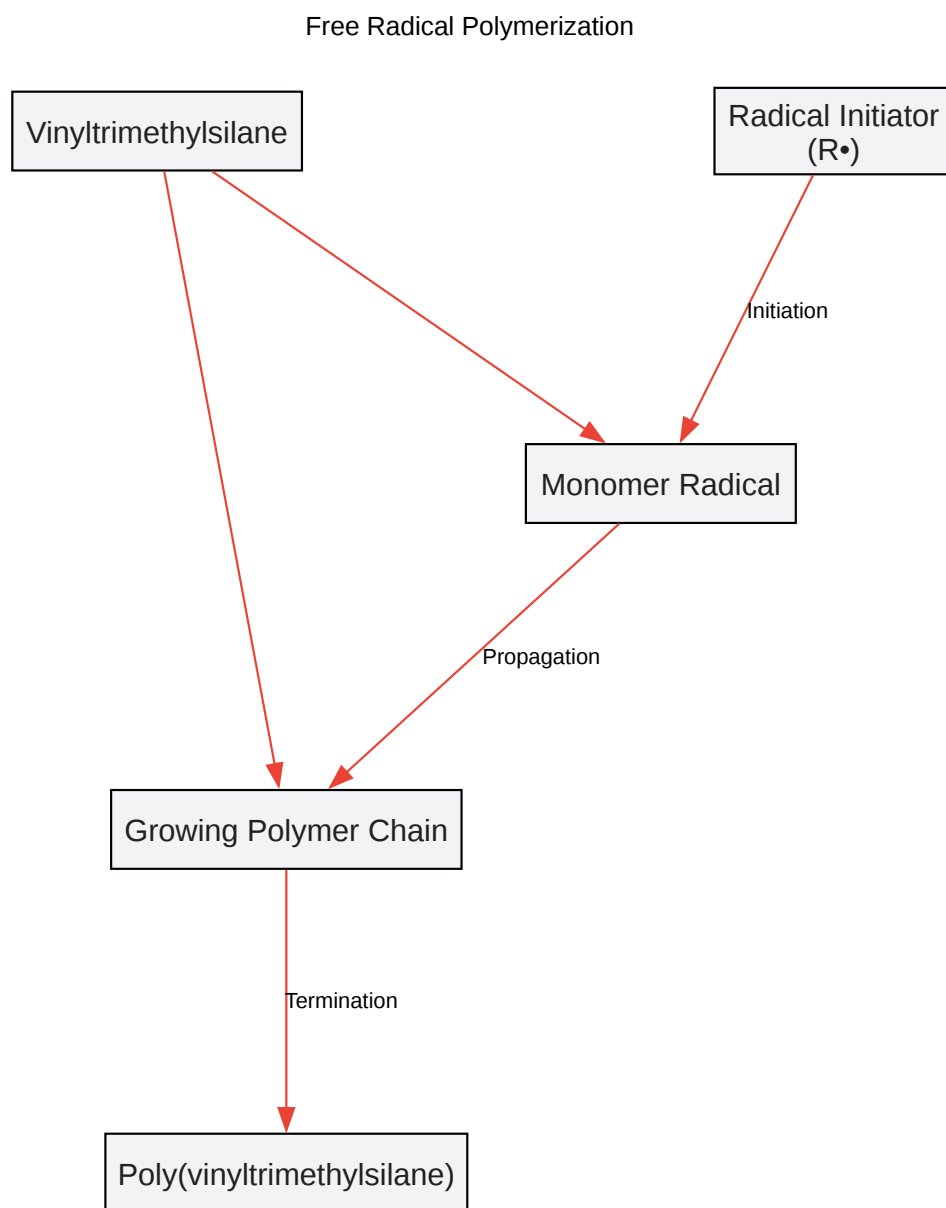 Free Radical Polymerization
Vinyltrimethylsilane
Radical Initiator
(R•)
Initiation
Monomer Radical
Propagation
Growing Polymer Chain
Termination
Poly(vinyltrimethylsilane)